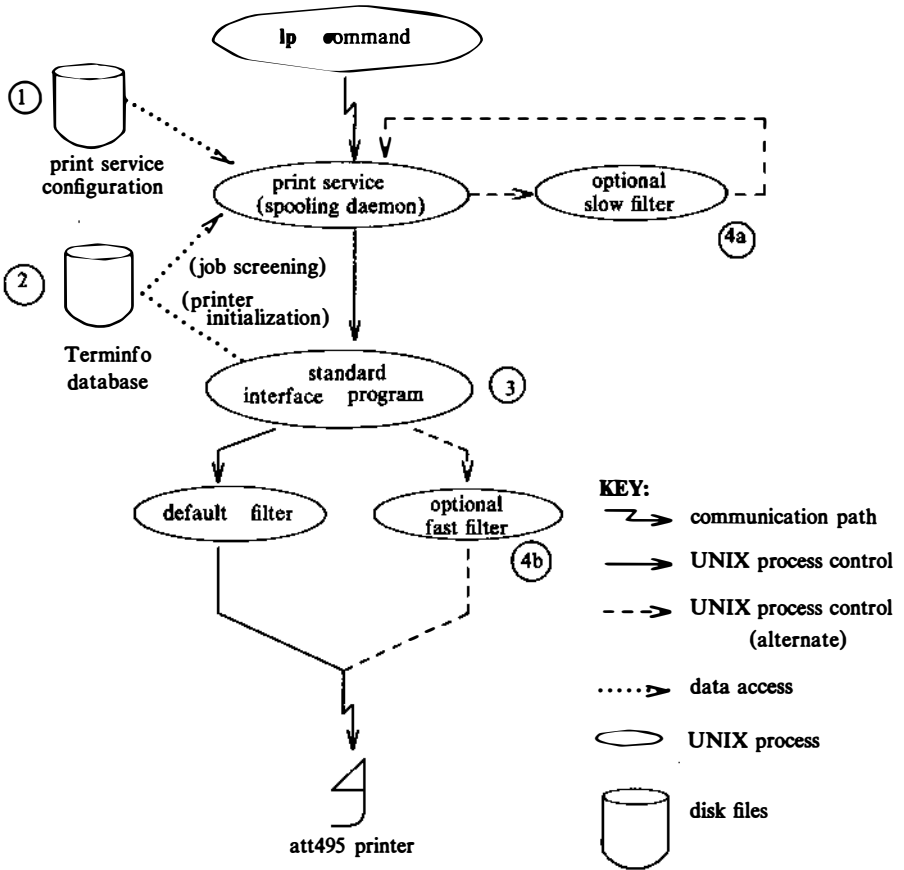 lp command
1
print service
configuration
print service
(spooling daemon)
optional
slow filter
4a
2
(job screening)
(printer
initialization)
Terminfo
database
standard
interface program
3
default filter
optional
fast filter
4b
KEY:
communication path
UNIX process control
UNIX process control
(alternate)
data access
UNIX process
disk files
att495 printer